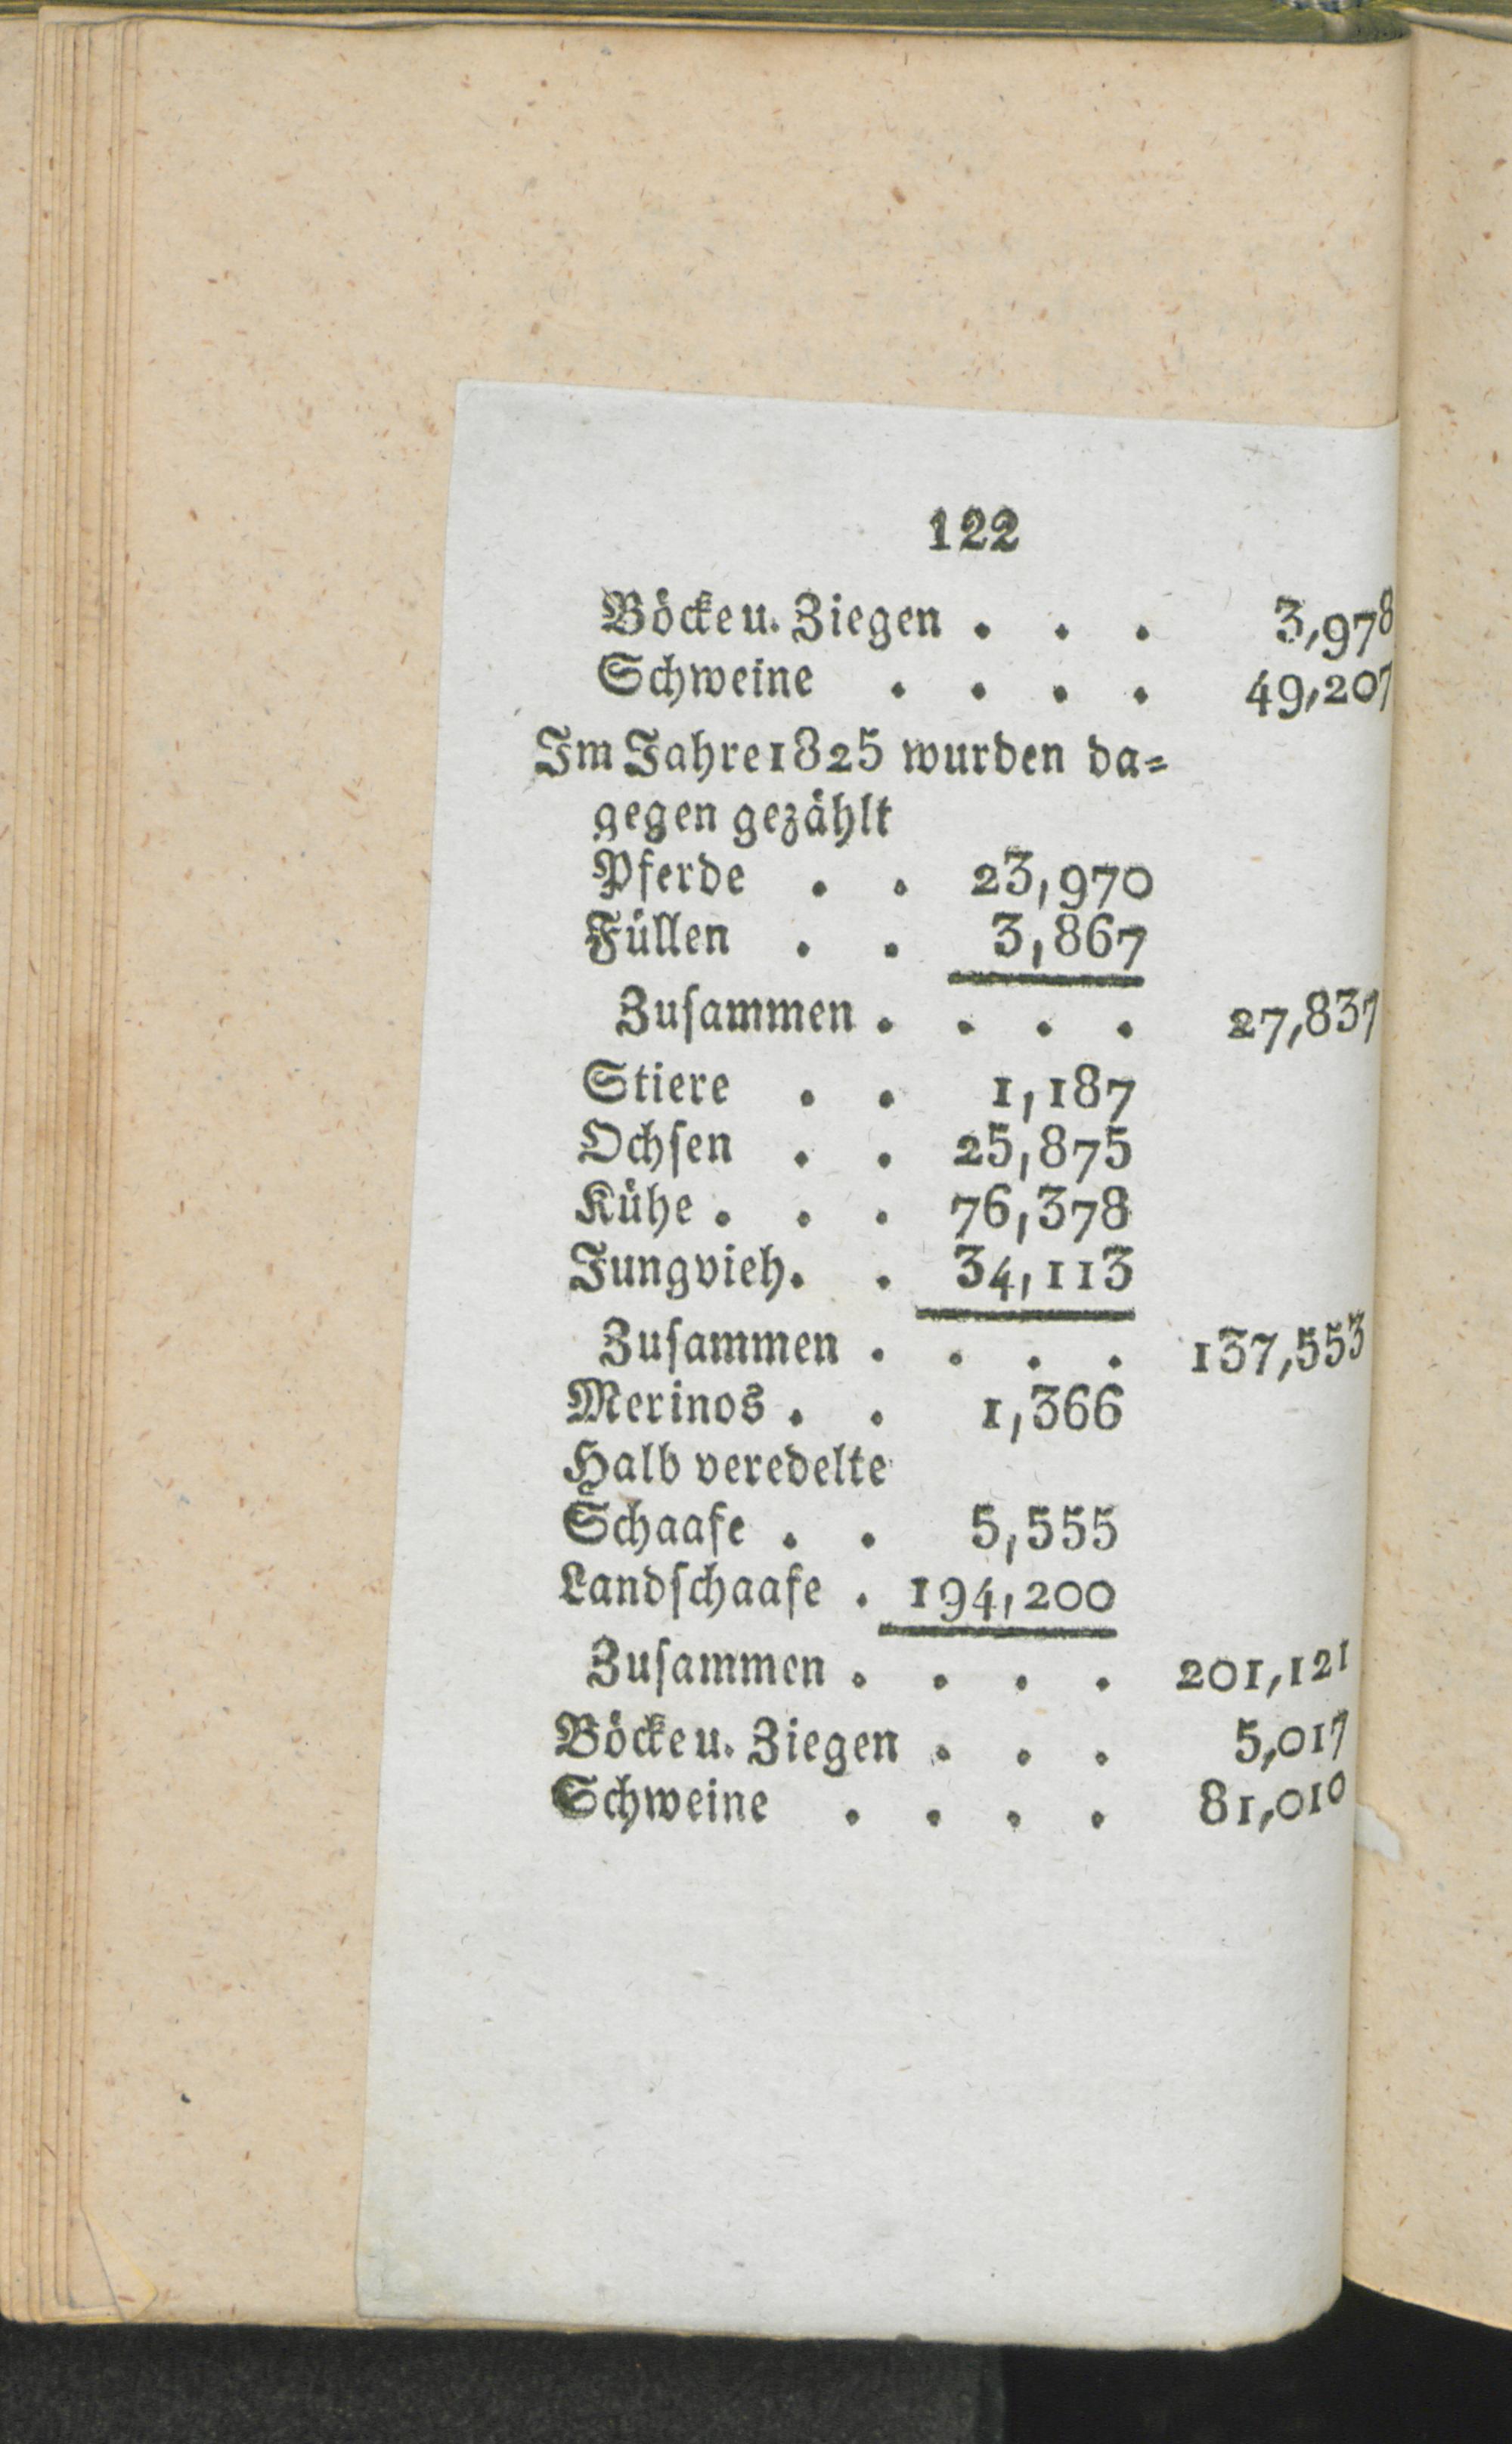 122
Böcke u. Ziegen . . . 3,978
Schweine . . . . 49,207
Im Jahre 1825 wurden da=
gegen gezählt
Pferde . . 23,970
Füllen . . 3,867
Zusammen . . . . 27,837
Stiere . . 1,187
Ochsen . . 25,875
Kühe . . . 76,378
Jungvieh . . 34,113
Zusammen . . . . 137,553
Merinos . . 1,366
Halb veredelte
Schaafe . . 5,555
Landschaafe . 194,200
Zusammen . . . . 201,121
Böcke u. Ziegen . . . 5,017
Schweine . . . . 81,010